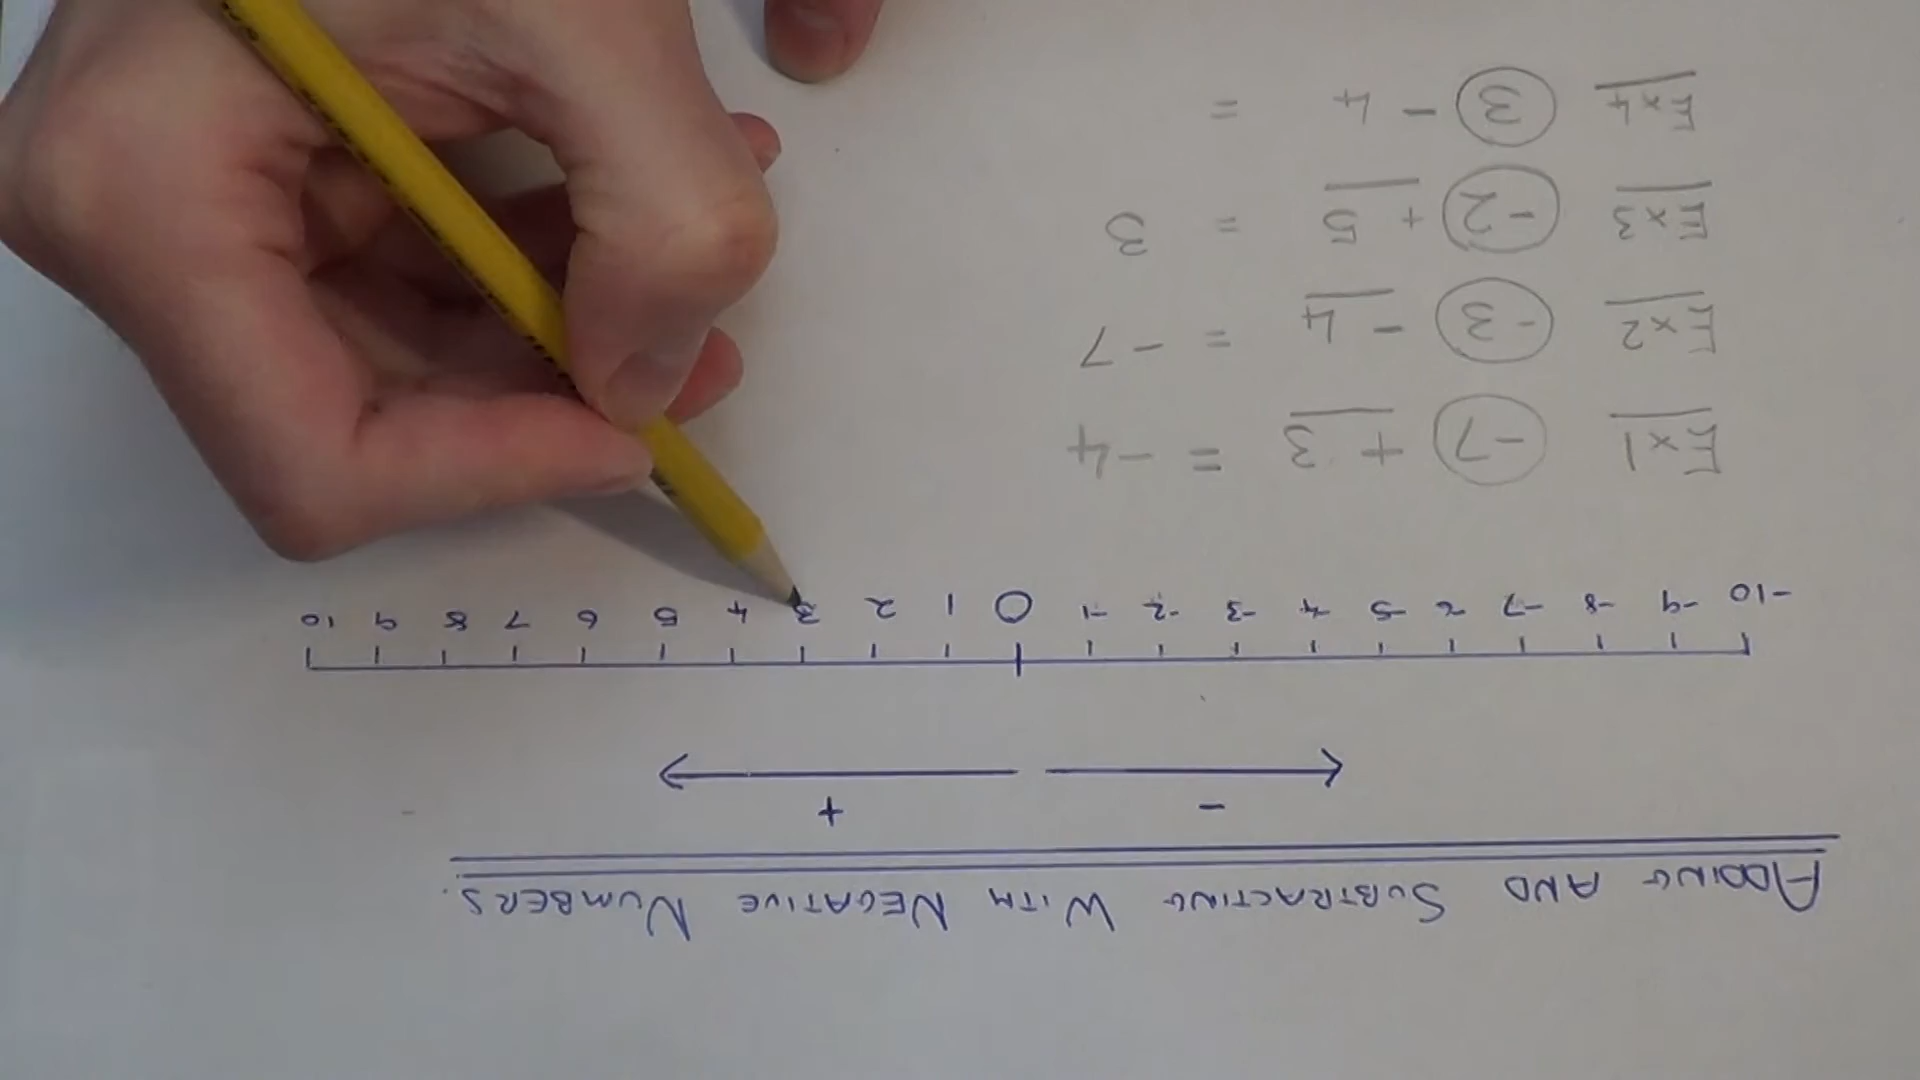 ADDING AND SUBTRACTING WITH NEGATIVE NUMBERS.
- +
-10 -9 -8 -7 -6 -5 -4 -3 -2 -1 0 1 2 3 4 5 6 7 8 9 10
Ex1 -7 + 3 = -4
Ex2 -3 - 4 = -7
Ex3 -2 + 5 = 3
Ex4 3 - 4 =